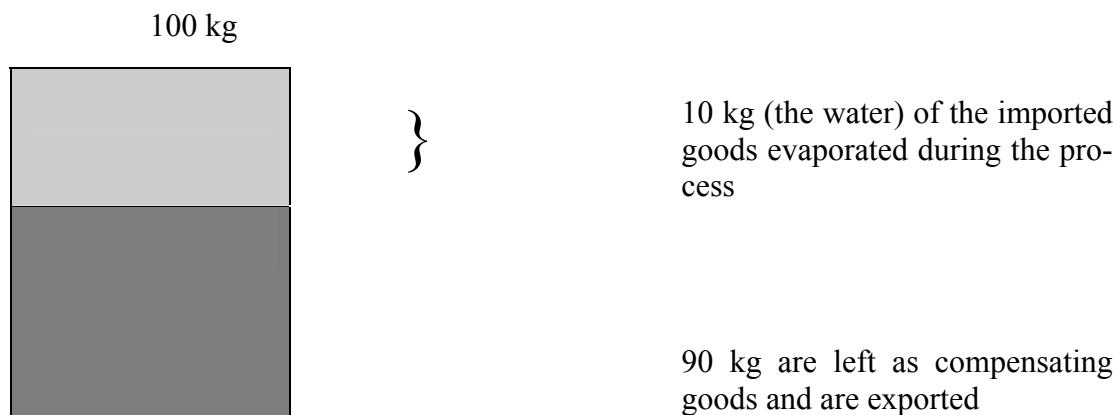 100 kg
}
10 kg (the water) of the imported
goods evaporated during the pro-
cess
90 kg are left as compensating
goods and are exported